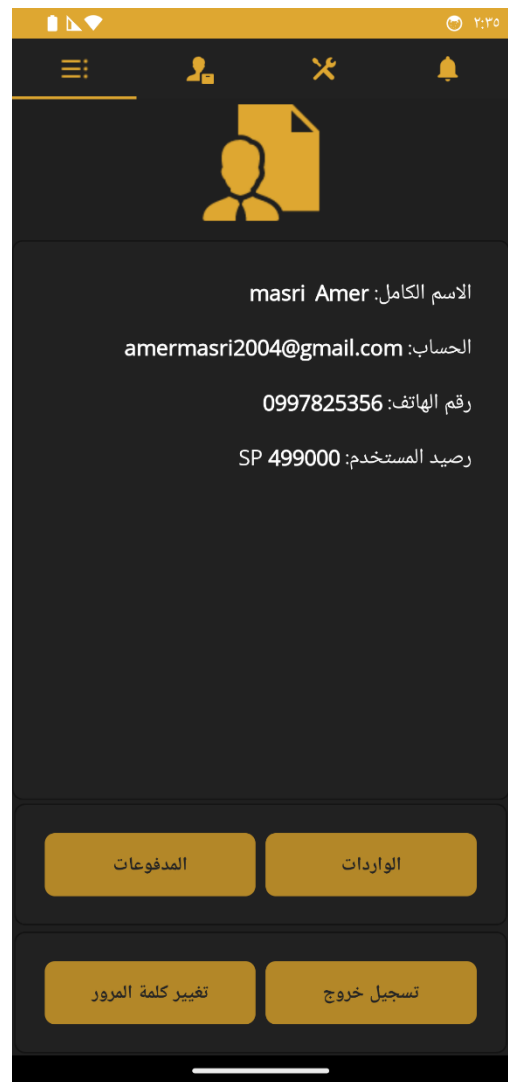 ٢:٣٥
الاسم الكامل: masri Amer
الحساب: amermasri2004@gmail.com
رقم الهاتف: 0997825356
رصيد المستخدم: 499000 SP
الواردات
المدفوعات
تسجيل خروج
تغيير كلمة المرور